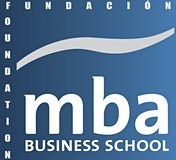 FUNDACIÓN
FOUNDATION
mba
BUSINESS SCHOOL